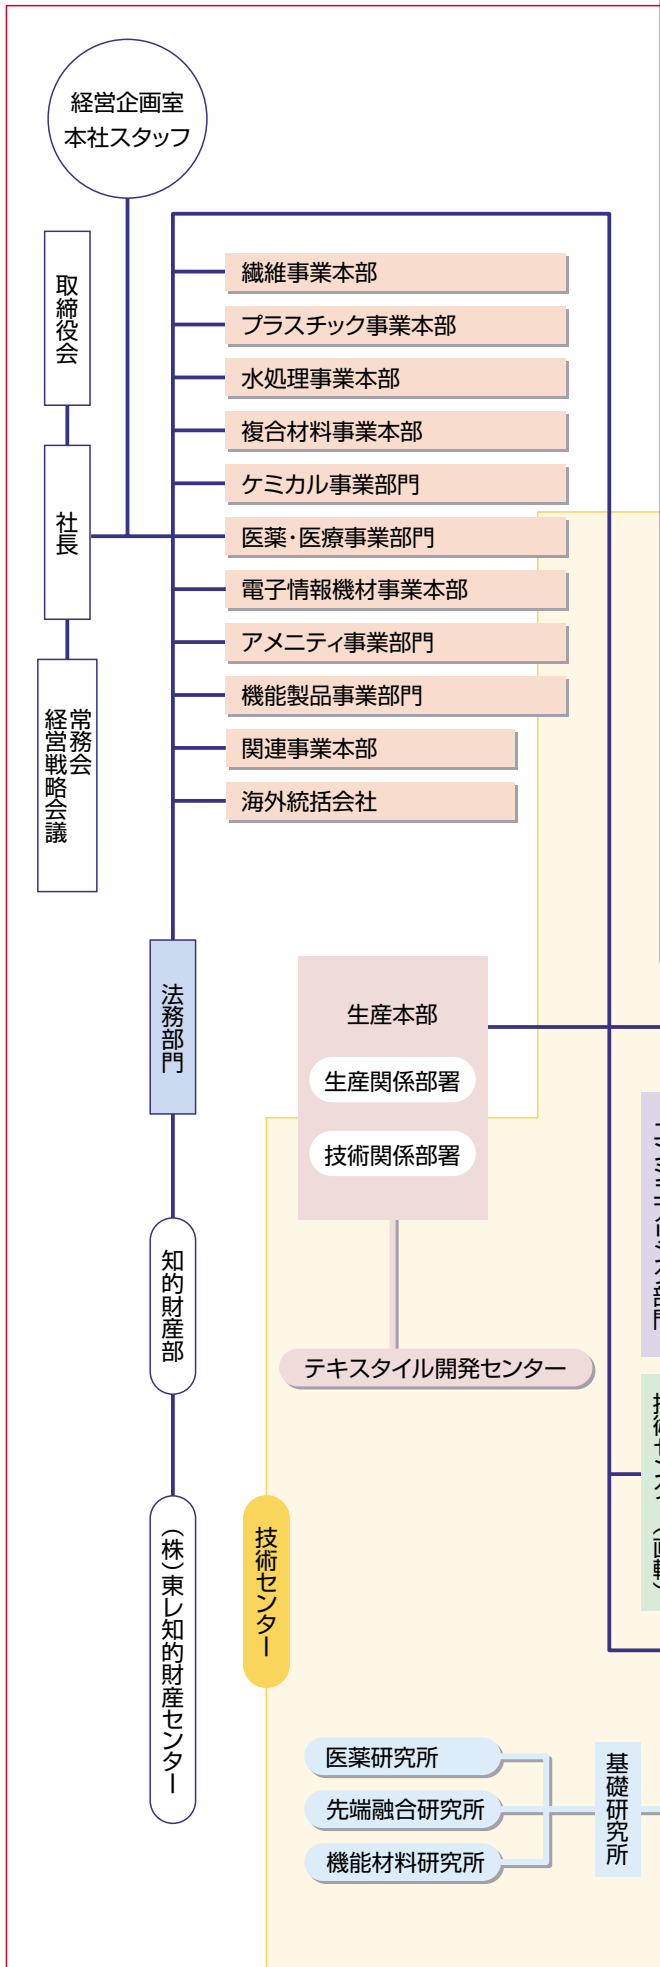 経営企画室
本社スタッフ
取締役会
社長
常務会
経営戦略会議
繊維事業本部
プラスチック事業本部
水処理事業本部
複合材料事業本部
ケミカル事業部門
医薬・医療事業部門
電子情報機材事業本部
アメニティ事業部門
機能製品事業部門
関連事業本部
海外統括会社
法務部門
知的財産部
(株)東レ知的財産センター
生産本部
生産関係部署
技術関係部署
テキスタイル開発センター
技術センター
医薬研究所
先端融合研究所
機能材料研究所
基礎研究所